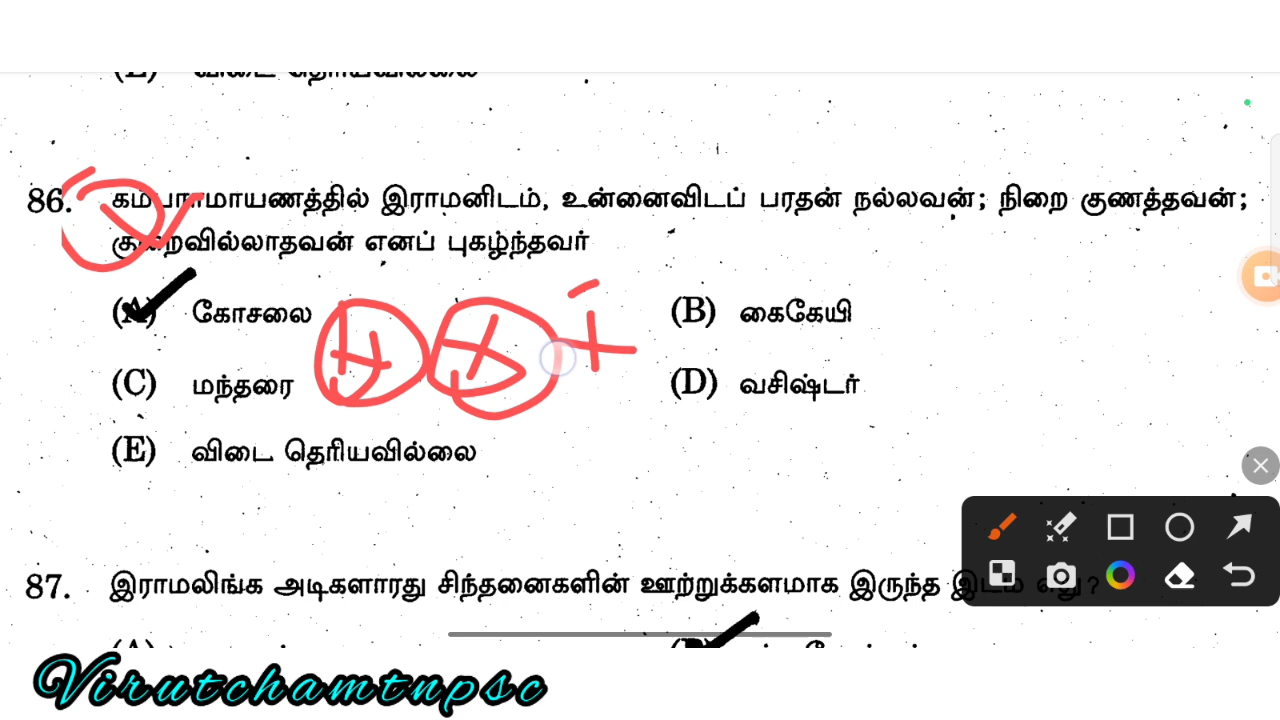 (E) விடை தெரியவில்லை
86. கம்பராமாயணத்தில் இராமனிடம், உன்னைவிடப் பரதன் நல்லவன்; நிறை குணத்தவன்;
குறைவில்லாதவன் எனப் புகழ்ந்தவர்
(A) கோசலை (B) கைகேயி
(C) மந்தரை (D) வசிஷ்டர்
(E) விடை தெரியவில்லை
87. இராமலிங்க அடிகளாரது சிந்தனைகளின் ஊற்றுக்களமாக இருந்த இடம் எது?
Virutchamtnpsc